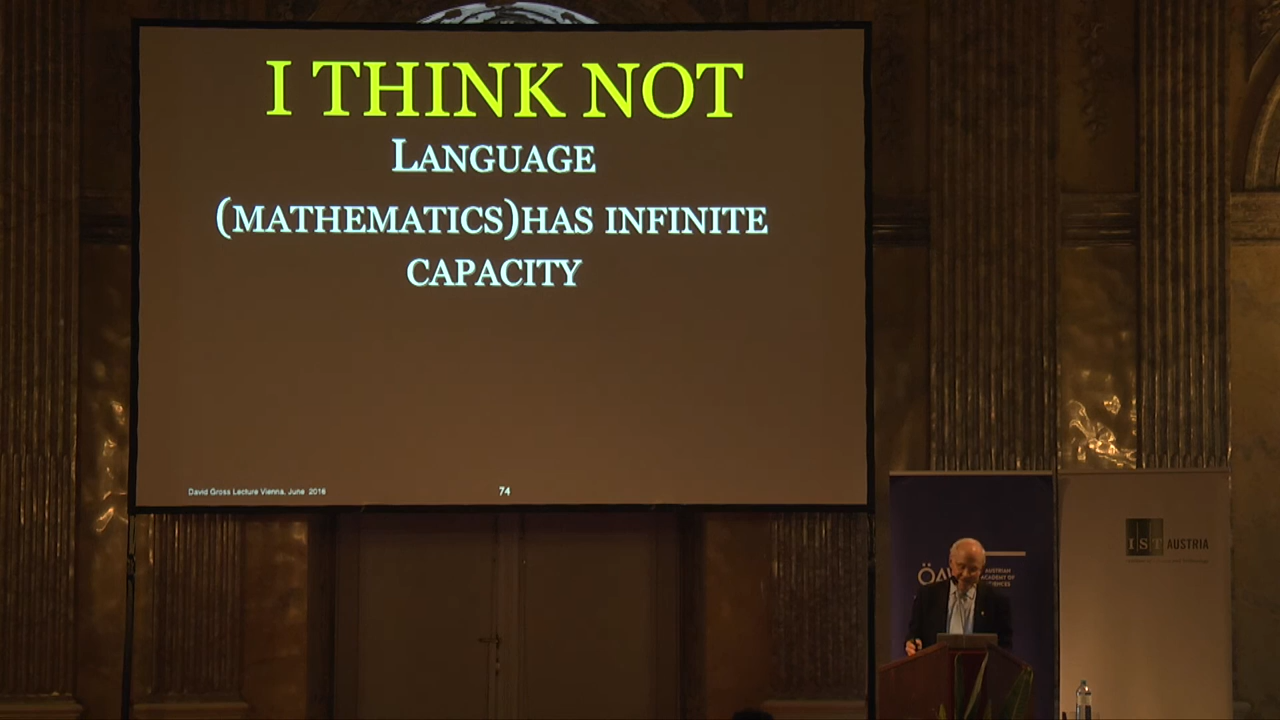 I THINK NOT
LANGUAGE
(MATHEMATICS)HAS INFINITE
CAPACITY
David Gross Lecture Vienna, June 2016
74
IST AUSTRIA
AUSTRIAN
ACADEMY OF